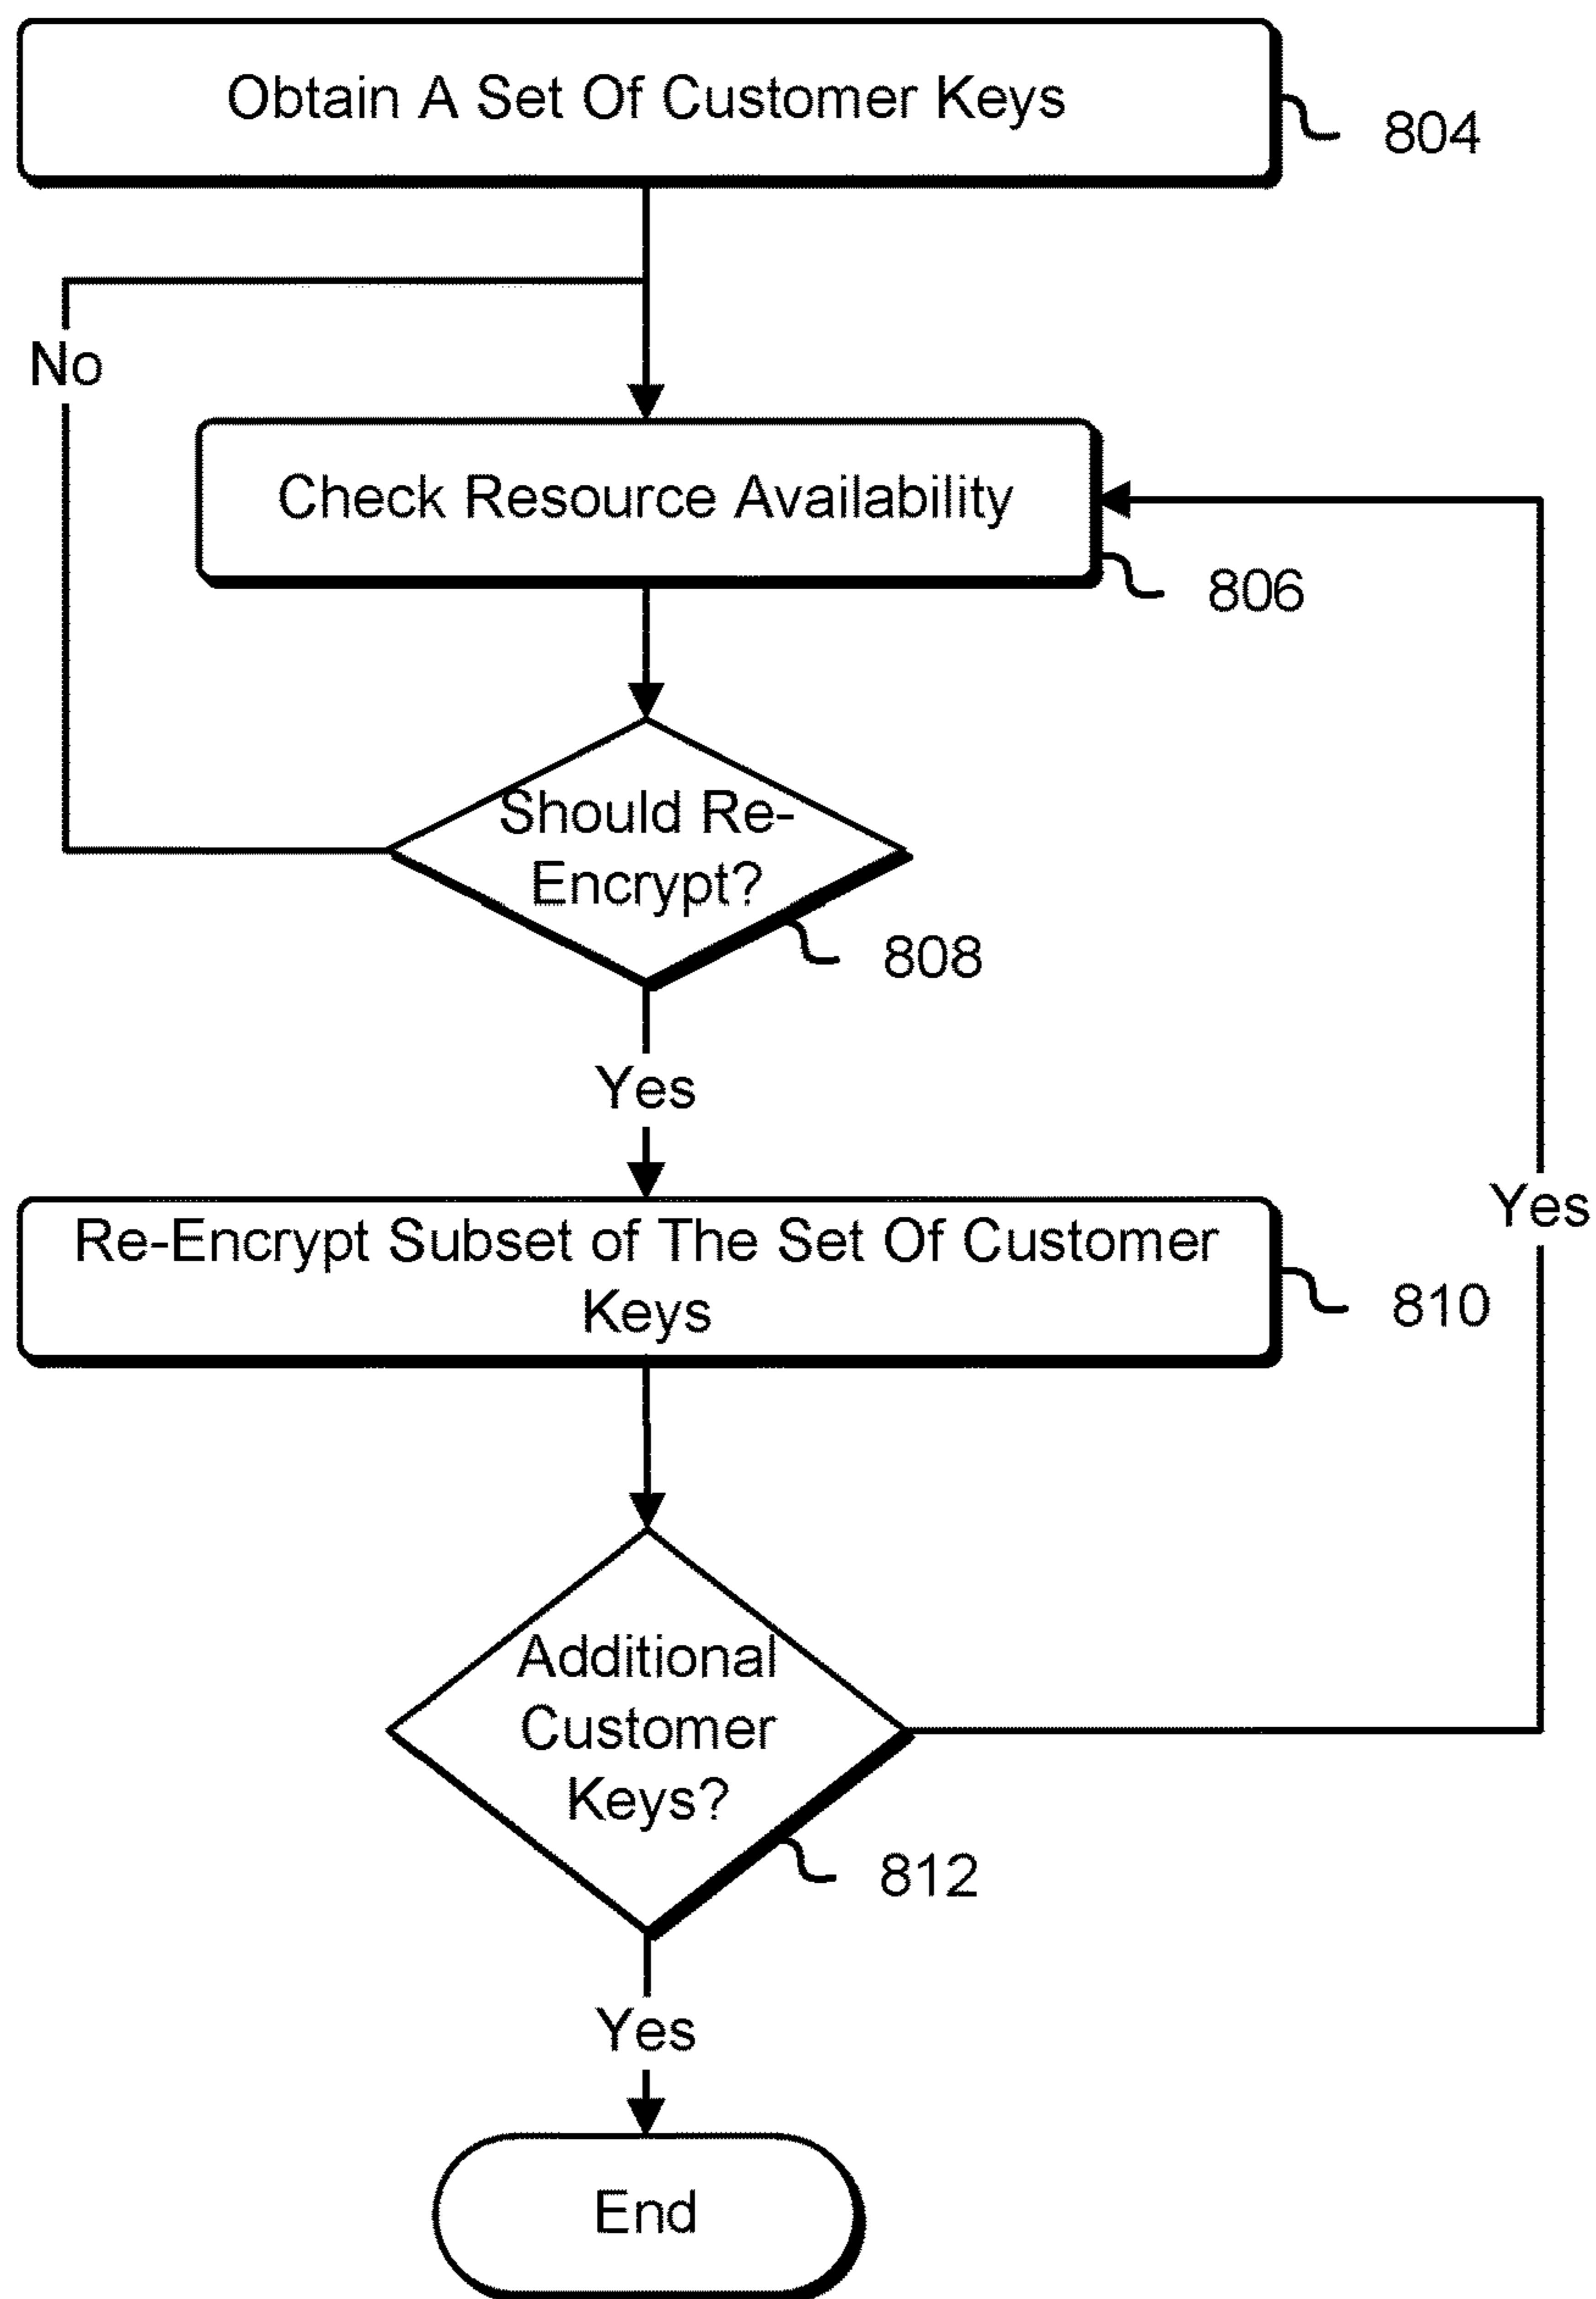 Obtain A Set Of Customer Keys
804
No
Check Resource Availability
806
Should Re-
Encrypt?
808
Yes
Re-Encrypt Subset of The Set Of Customer
Keys
810
Yes
Additional
Customer
Keys?
812
Yes
End